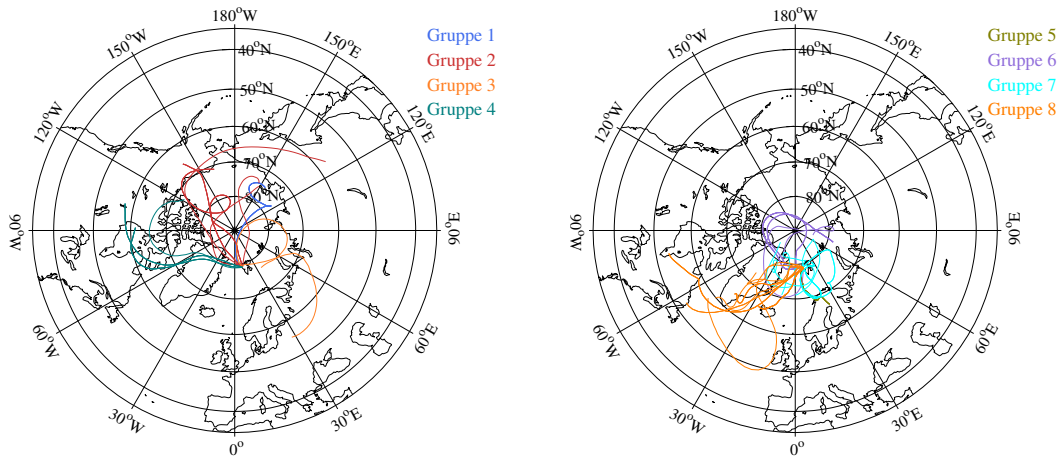 180°
150°W
150°E
Gruppe 1
40°N
Gruppe 2
50°N
Gruppe 3
120°W
Gruppe 4
120°E
60°N
70°N
80°N
90°W
90°E
60°W
60°E
30°W
30°E
0°
180°
150°W
150°E
Gruppe 5
40°N
Gruppe 6
50°N
Gruppe 7
120°W
Gruppe 8
120°E
60°N
70°N
80°N
90°W
90°E
60°W
60°E
30°W
30°E
0°